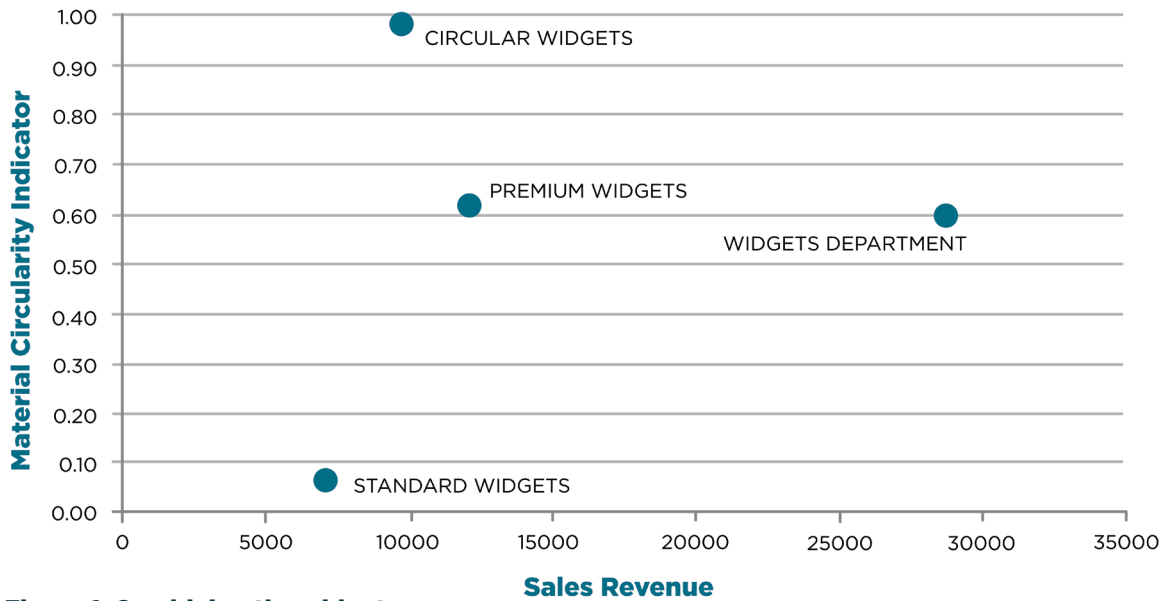 Material Circularity Indicator
1.00
0.90
0.80
0.70
0.60
0.50
0.40
0.30
0.20
0.10
0.00
CIRCULAR WIDGETS
PREMIUM WIDGETS
WIDGETS DEPARTMENT
STANDARD WIDGETS
0 5000 10000 15000 20000 25000 30000 35000
Sales Revenue